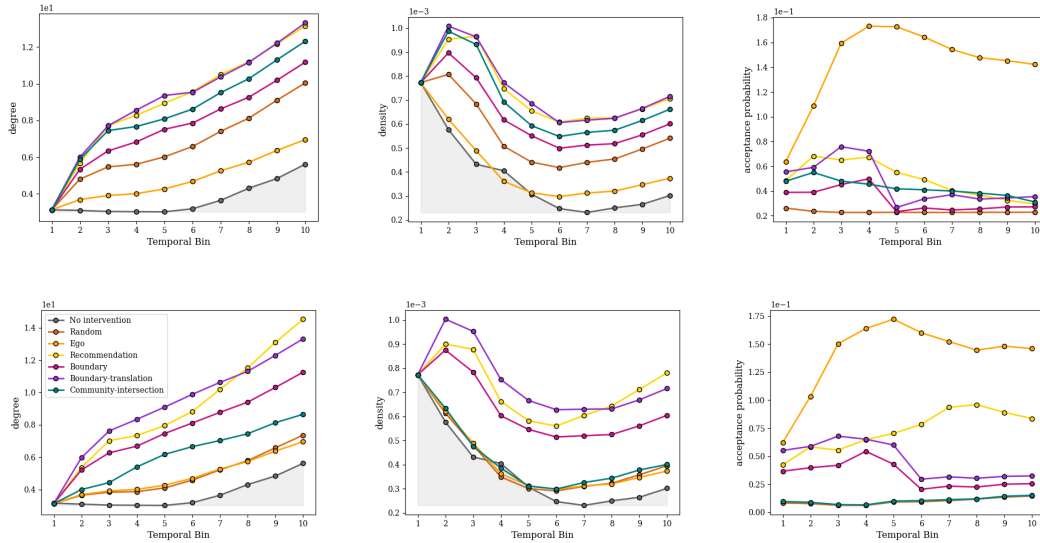 1e1
degree
1.2
1.0
0.8
0.6
0.4
1 2 3 4 5 6 7 8 9 10
Temporal Bin
1e−3
density
1.0
0.9
0.8
0.7
0.6
0.5
0.4
0.3
0.2
1 2 3 4 5 6 7 8 9 10
Temporal Bin
1e−1
acceptance probability
1.8
1.6
1.4
1.2
1.0
0.8
0.6
0.4
0.2
1 2 3 4 5 6 7 8 9 10
Temporal Bin
1e1
degree
1.4
1.2
1.0
0.8
0.6
0.4
No intervention
Random
Ego
Recommendation
Boundary
Boundary-translation
Community-intersection
1 2 3 4 5 6 7 8 9 10
Temporal Bin
1e−3
density
1.0
0.9
0.8
0.7
0.6
0.5
0.4
0.3
0.2
1 2 3 4 5 6 7 8 9 10
Temporal Bin
1e−1
acceptance probability
1.75
1.50
1.25
1.00
0.75
0.50
0.25
0.00
1 2 3 4 5 6 7 8 9 10
Temporal Bin